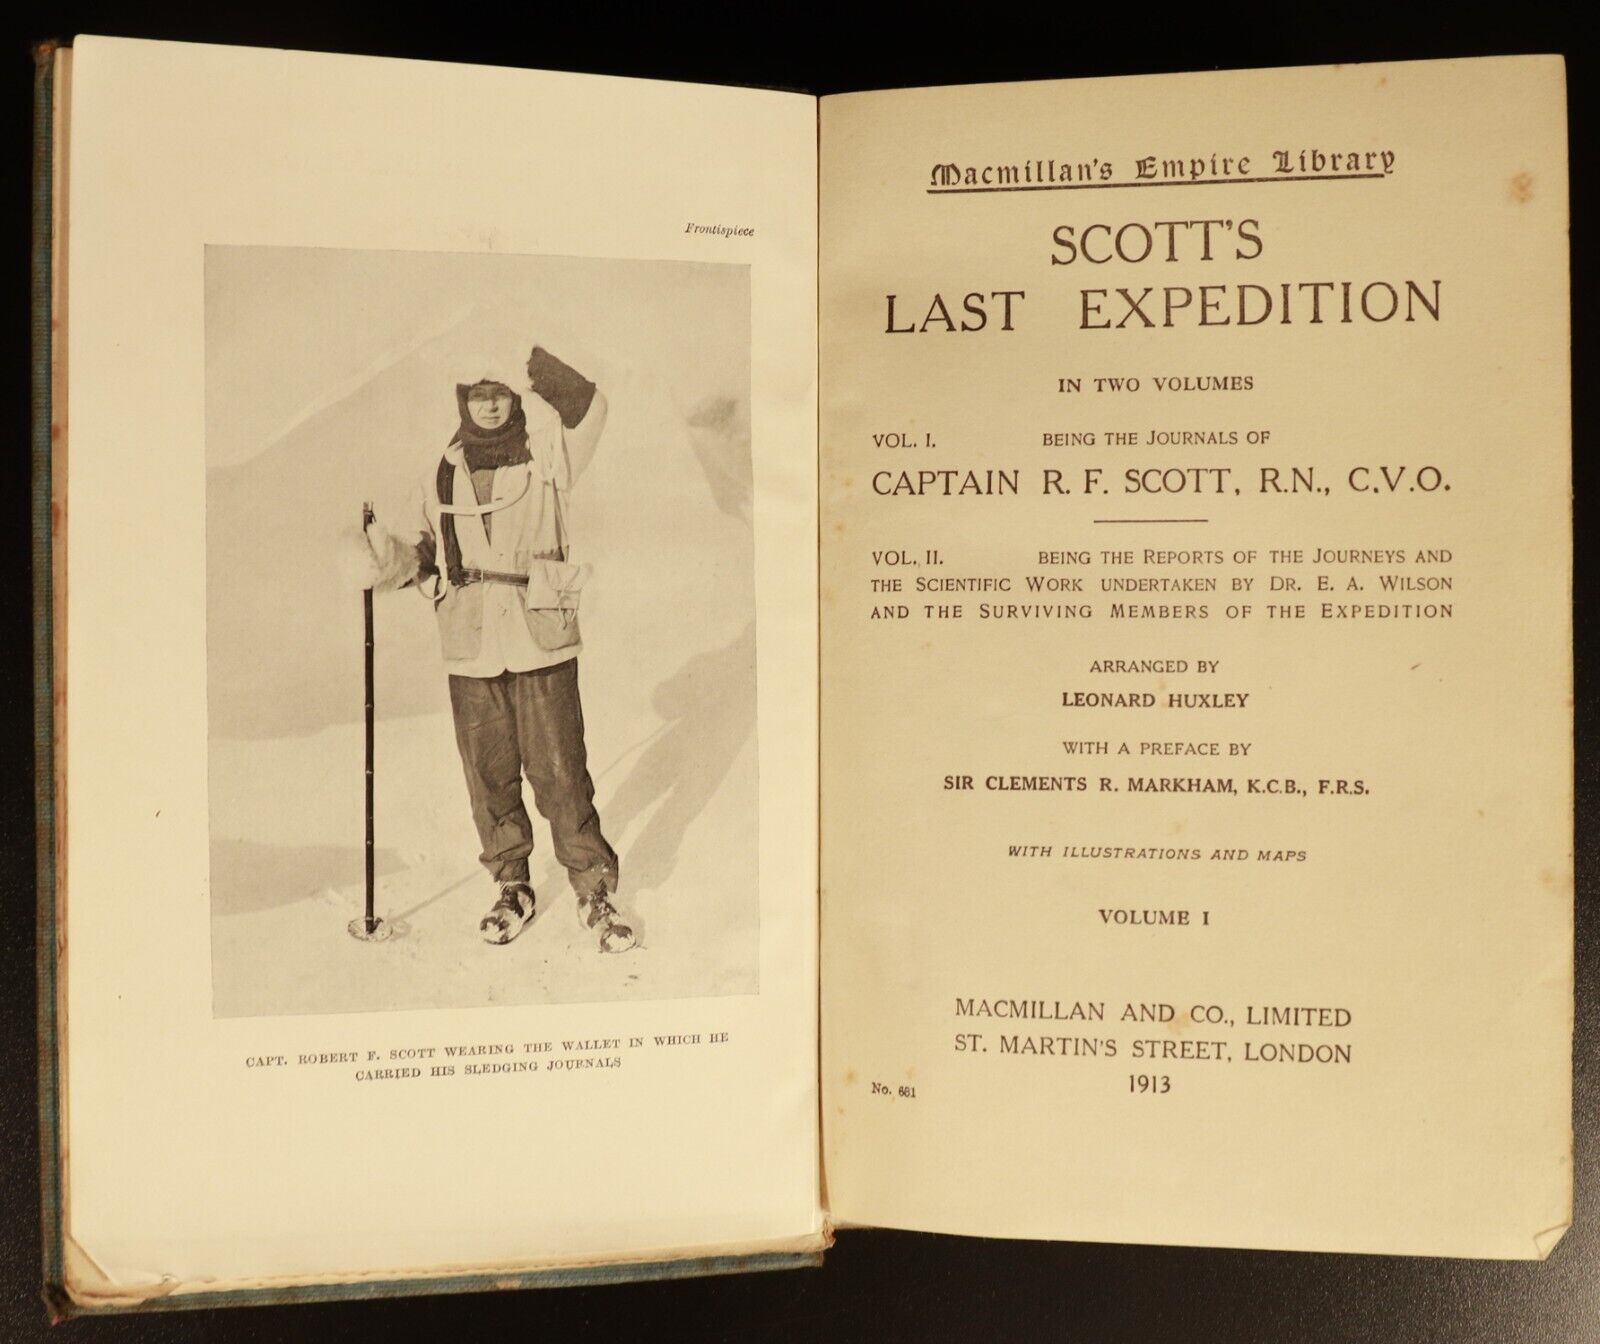 Frontispiece
CAPT. ROBERT F. SCOTT WEARING THE WALLET IN WHICH HE
CARRIED HIS SLEDGING JOURNALS
Macmillan's Empire Library
SCOTT'S
LAST EXPEDITION
IN TWO VOLUMES
VOL. I. BEING THE JOURNALS OF
CAPTAIN R. F. SCOTT, R.N., C.V.O.
VOL. II. BEING THE REPORTS OF THE JOURNEYS AND
THE SCIENTIFIC WORK UNDERTAKEN BY DR. E. A. WILSON
AND THE SURVIVING MEMBERS OF THE EXPEDITION
ARRANGED BY
LEONARD HUXLEY
WITH A PREFACE BY
SIR CLEMENTS R. MARKHAM, K.C.B., F.R.S.
WITH ILLUSTRATIONS AND MAPS
VOLUME I
MACMILLAN AND CO., LIMITED
ST. MARTIN'S STREET, LONDON
1913
No. 661